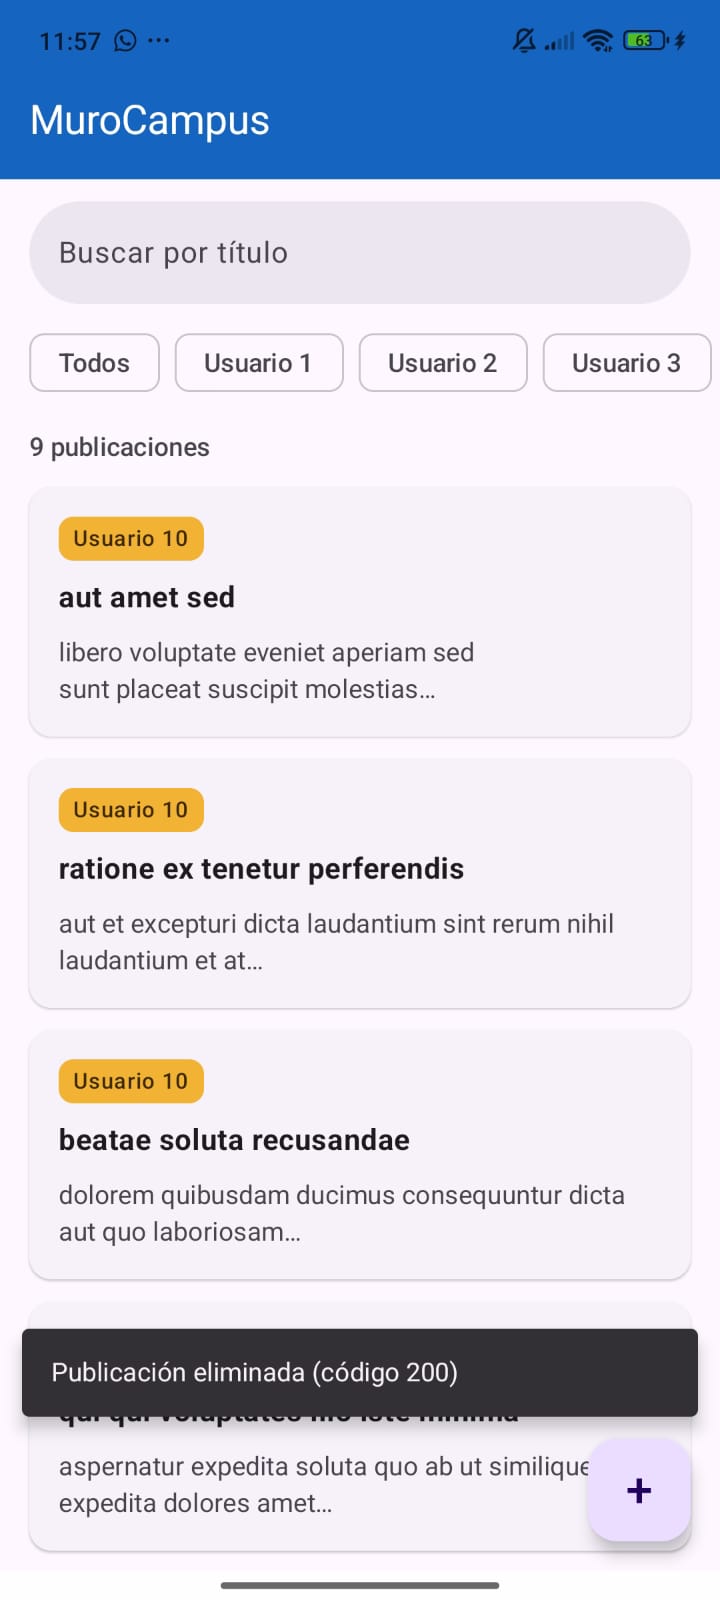 11:57
63
MuroCampus
Buscar por título
Todos
Usuario 1
Usuario 2
Usuario 3
9 publicaciones
Usuario 10
aut amet sed
libero voluptate eveniet aperiam sed
sunt placeat suscipit molestias...
Usuario 10
ratione ex tenetur perferendis
aut et excepturi dicta laudantium sint rerum nihil
laudantium et at...
Usuario 10
beatae soluta recusandae
dolorem quibusdam ducimus consequuntur dicta
aut quo laboriosam...
Publicación eliminada (código 200)
aspernatur expedita soluta quo ab ut similique
expedita dolores amet...
+